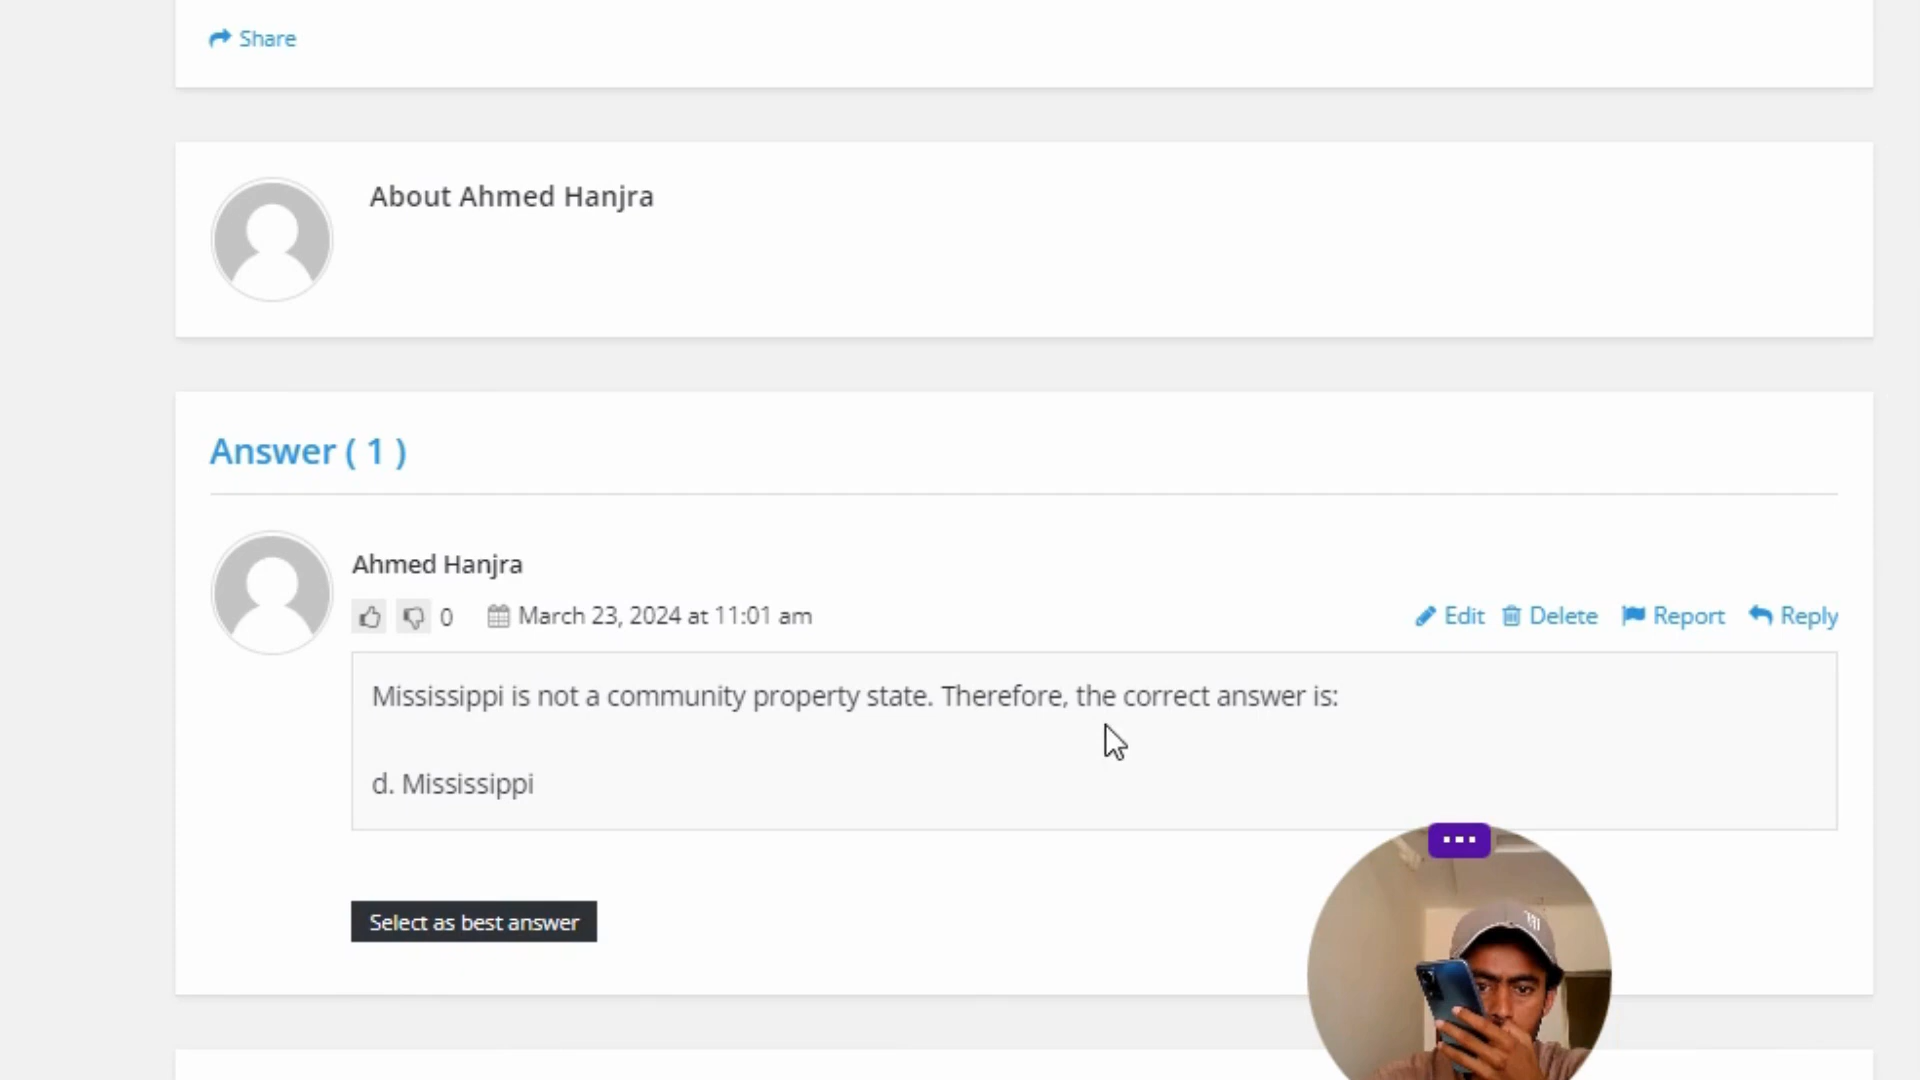 Share
About Ahmed Hanjra
Answer ( 1 )
Ahmed Hanjra
0 March 23, 2024 at 11:01 am Edit Delete Report Reply
Mississippi is not a community property state. Therefore, the correct answer is:
d. Mississippi
Select as best answer